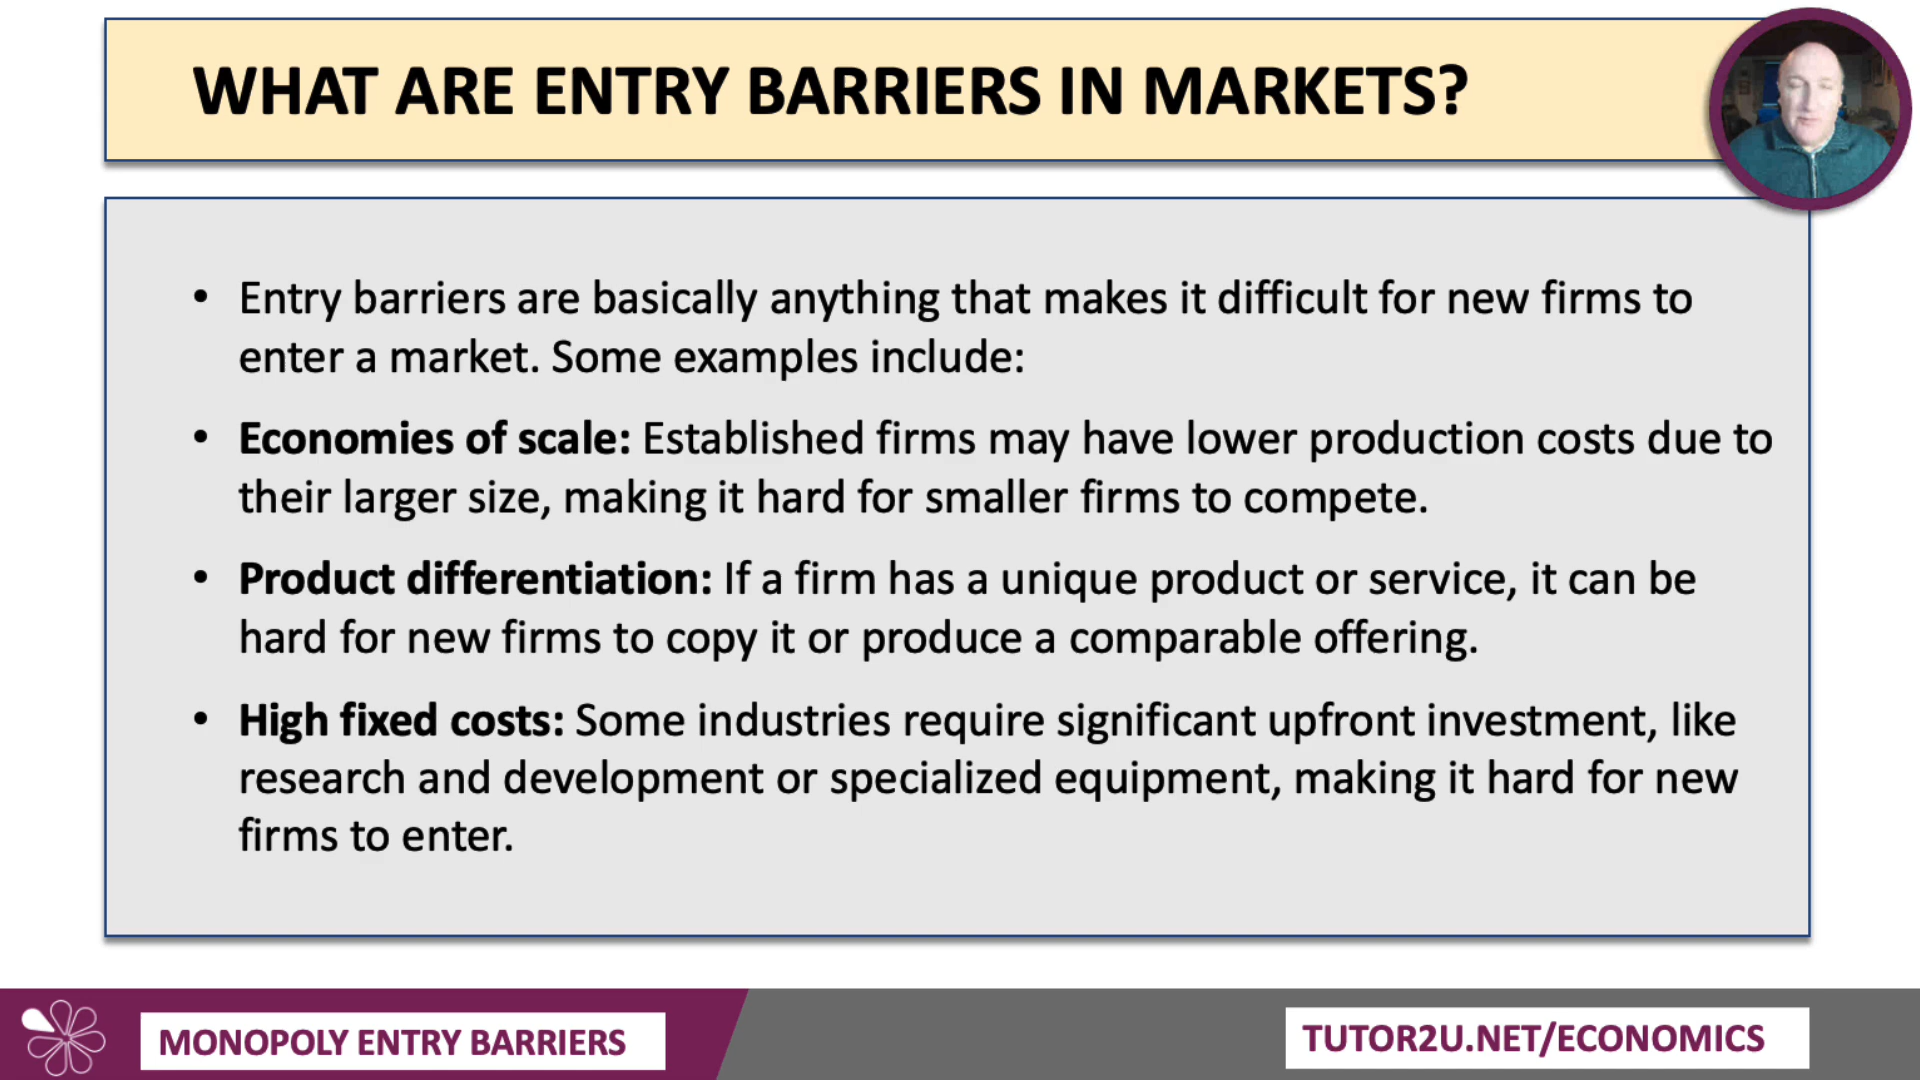 WHAT ARE ENTRY BARRIERS IN MARKETS?
• Entry barriers are basically anything that makes it difficult for new firms to
enter a market. Some examples include:
• Economies of scale: Established firms may have lower production costs due to
their larger size, making it hard for smaller firms to compete.
• Product differentiation: If a firm has a unique product or service, it can be
hard for new firms to copy it or produce a comparable offering.
• High fixed costs: Some industries require significant upfront investment, like
research and development or specialized equipment, making it hard for new
firms to enter.
MONOPOLY ENTRY BARRIERS
TUTOR2U.NET/ECONOMICS